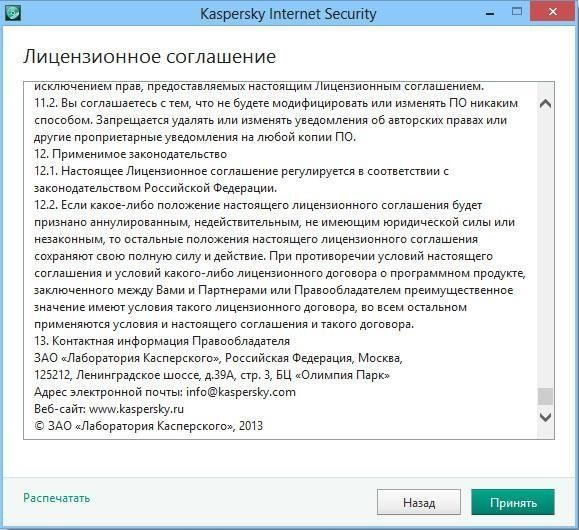 Kaspersky Internet Security
Лицензионное соглашение
исключением прав, предоставляемых настоящим Лицензионным соглашением.
11.2. Вы соглашаетесь с тем, что не будете модифицировать или изменять ПО никаким
способом. Запрещается удалять или изменять уведомления об авторских правах или
другие проприетарные уведомления на любой копии ПО.
12. Применимое законодательство
12.1. Настоящее Лицензионное соглашение регулируется в соответствии с
законодательством Российской Федерации.
12.2. Если какое-либо положение настоящего лицензионного соглашения будет
признано аннулированным, недействительным, не имеющим юридической силы или
незаконным, то остальные положения настоящего лицензионного соглашения
сохраняют свою полную силу и действие. При противоречии условий настоящего
соглашения и условий какого-либо лицензионного договора о программном продукте,
заключенного между Вами и Партнерами или Правообладателем преимущественное
значение имеют условия такого лицензионного договора, во всем остальном
применяются условия и настоящего соглашения и такого договора.
13. Контактная информация Правообладателя
ЗАО «Лаборатория Касперского», Российская Федерация, Москва,
125212, Ленинградское шоссе, д.39А, стр. 3, БЦ «Олимпия Парк»
Адрес электронной почты: info@kaspersky.com
Веб-сайт: www.kaspersky.ru
© ЗАО «Лаборатория Касперского», 2013
Распечатать
Назад
Принять